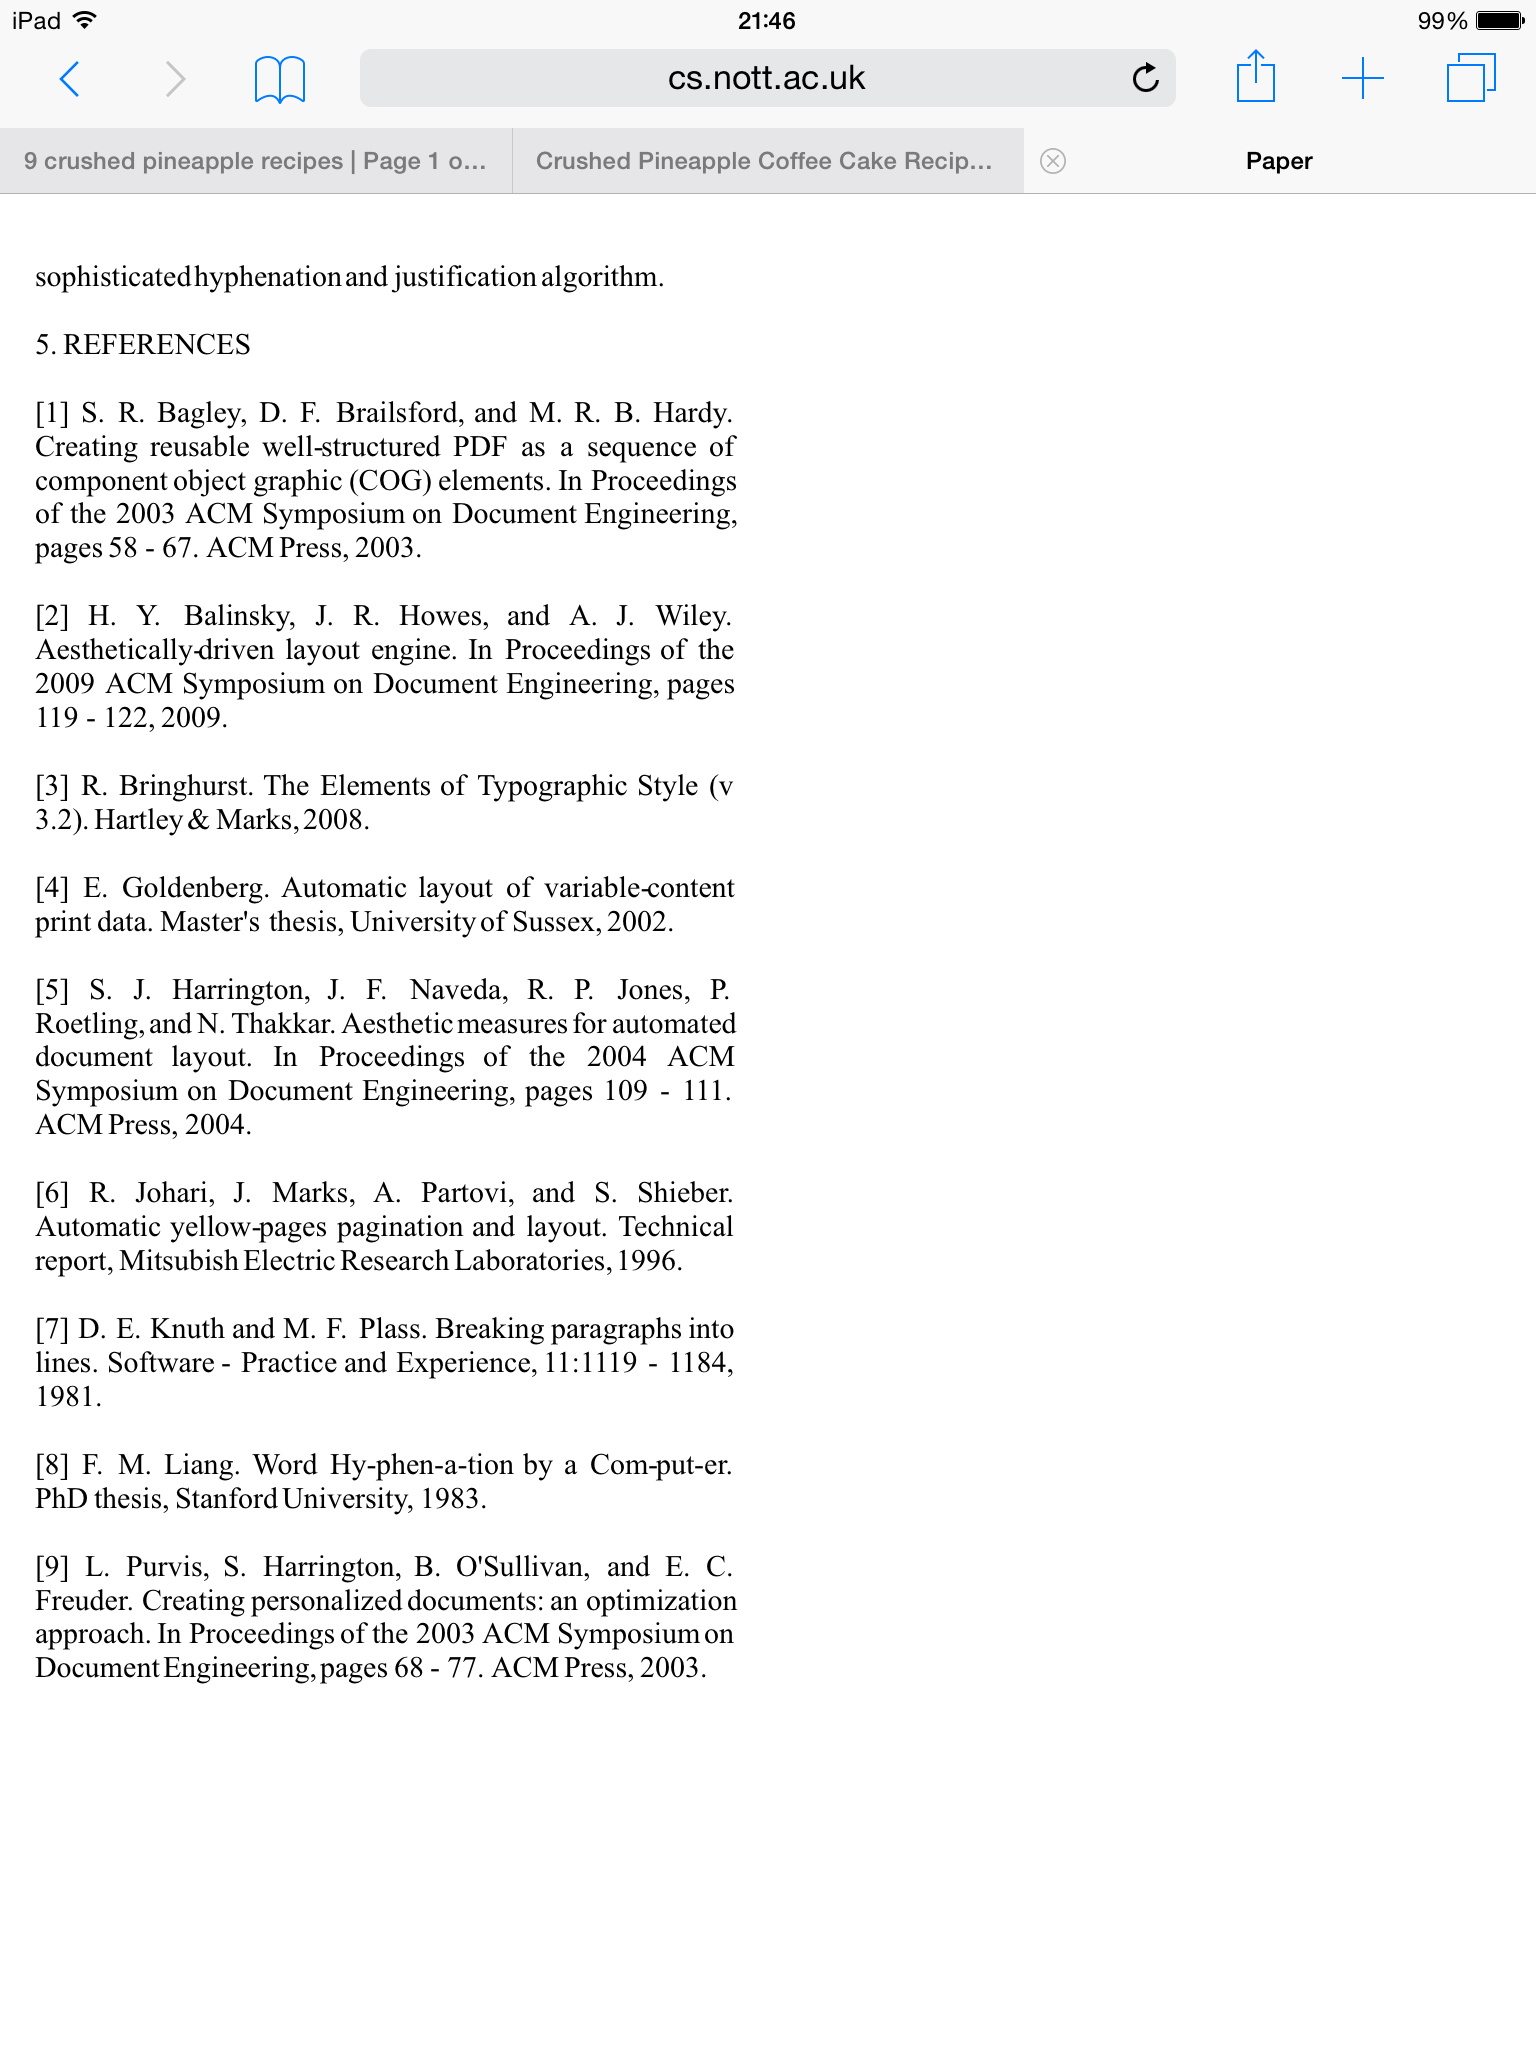 iPad 21:46 99%
cs.nott.ac.uk
9 crushed pineapple recipes | Page 1 o... Crushed Pineapple Coffee Cake Recip... Paper
sophisticated hyphenation and justification algorithm.
5. REFERENCES
[1] S. R. Bagley, D. F. Brailsford, and M. R. B. Hardy.
Creating reusable well-structured PDF as a sequence of
component object graphic (COG) elements. In Proceedings
of the 2003 ACM Symposium on Document Engineering,
pages 58 - 67. ACM Press, 2003.
[2] H. Y. Balinsky, J. R. Howes, and A. J. Wiley.
Aesthetically-driven layout engine. In Proceedings of the
2009 ACM Symposium on Document Engineering, pages
119 - 122, 2009.
[3] R. Bringhurst. The Elements of Typographic Style (v
3.2). Hartley & Marks, 2008.
[4] E. Goldenberg. Automatic layout of variable-content
print data. Master's thesis, University of Sussex, 2002.
[5] S. J. Harrington, J. F. Naveda, R. P. Jones, P.
Roetling, and N. Thakkar. Aesthetic measures for automated
document layout. In Proceedings of the 2004 ACM
Symposium on Document Engineering, pages 109 - 111.
ACM Press, 2004.
[6] R. Johari, J. Marks, A. Partovi, and S. Shieber.
Automatic yellow-pages pagination and layout. Technical
report, Mitsubish Electric Research Laboratories, 1996.
[7] D. E. Knuth and M. F. Plass. Breaking paragraphs into
lines. Software - Practice and Experience, 11:1119 - 1184,
1981.
[8] F. M. Liang. Word Hy-phen-a-tion by a Com-put-er.
PhD thesis, Stanford University, 1983.
[9] L. Purvis, S. Harrington, B. O'Sullivan, and E. C.
Freuder. Creating personalized documents: an optimization
approach. In Proceedings of the 2003 ACM Symposium on
Document Engineering, pages 68 - 77. ACM Press, 2003.